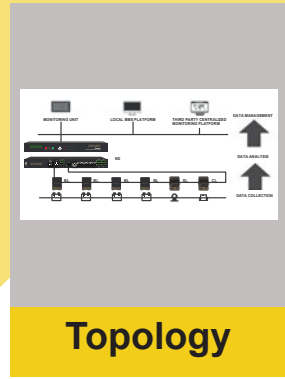 MONITORING UNIT
LOCAL BMS PLATFORM
THIRD PARTY CENTRALIZED
MONITORING PLATFORM
DATA MANAGEMENT
DATA ANALYSIS
DATA COLLECTION
Topology